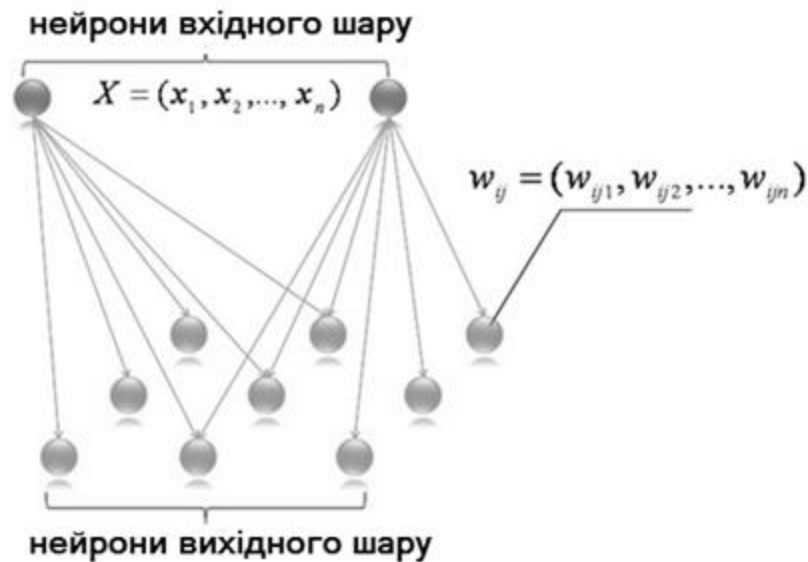 нейрони вхідного шару
X = (x₁, x₂,..., xₙ)
wᵢⱼ = (wᵢⱼ₁, wᵢⱼ₂,..., wᵢⱼₙ)
нейрони вихідного шару